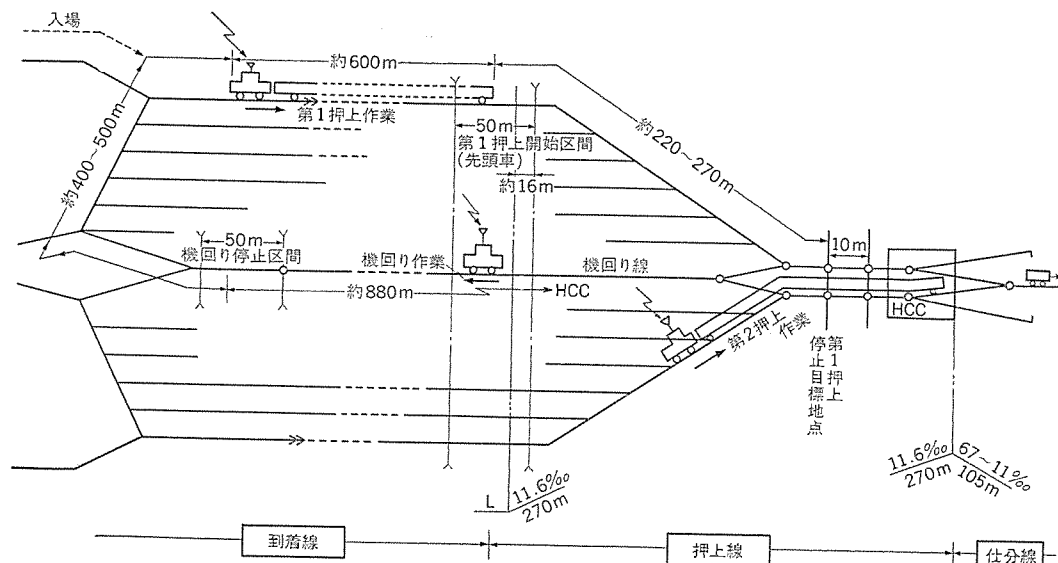 入場
約600m
第1押上作業
50m
第1押上開始区間
(先頭車)
約16m
約220~270m
約400~500m
50m
機回り停止区間
機回り作業
機回り線
約880m
HCC
10m
HCC
第2押上作業
第1押上
停止目標地点
L
11.6‰
270m
11.6‰
270m
67~11‰
105m
到着線
押上線
仕分線